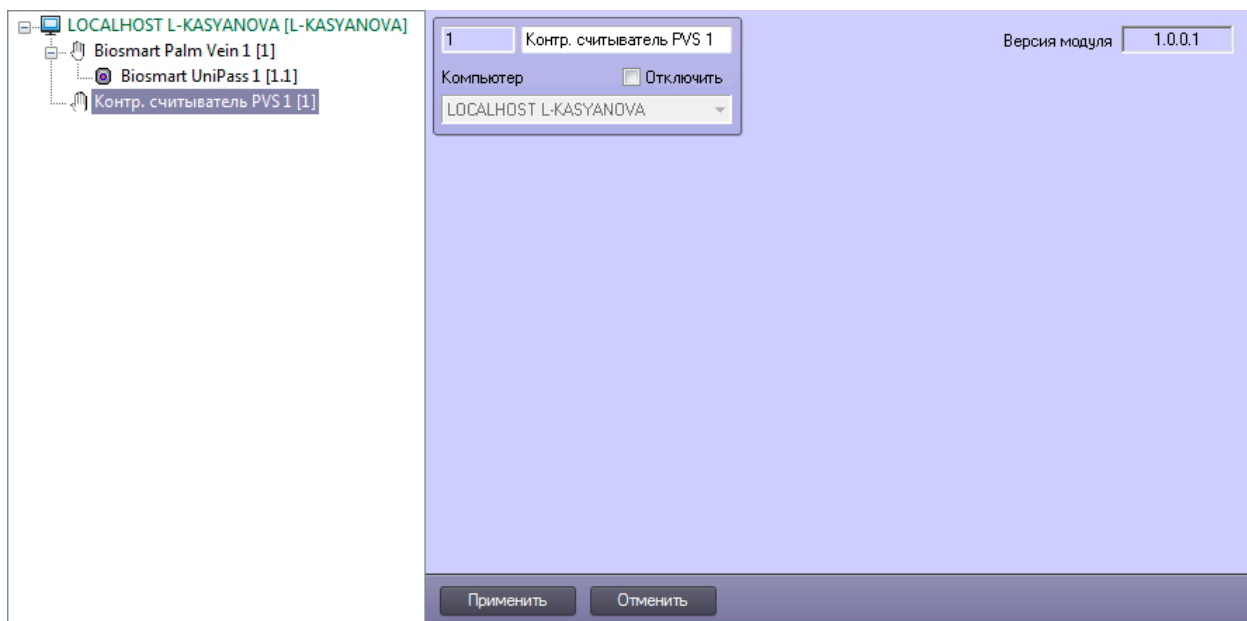 LOCALHOST L-KASYANOVA [L-KASYANOVA]
Biosmart Palm Vein 1 [1]
Biosmart UniPass 1 [1.1]
Контр. считыватель PVS 1 [1]
1 Контр. считыватель PVS 1
Компьютер Отключить
LOCALHOST L-KASYANOVA
Версия модуля 1.0.0.1
Применить Отменить